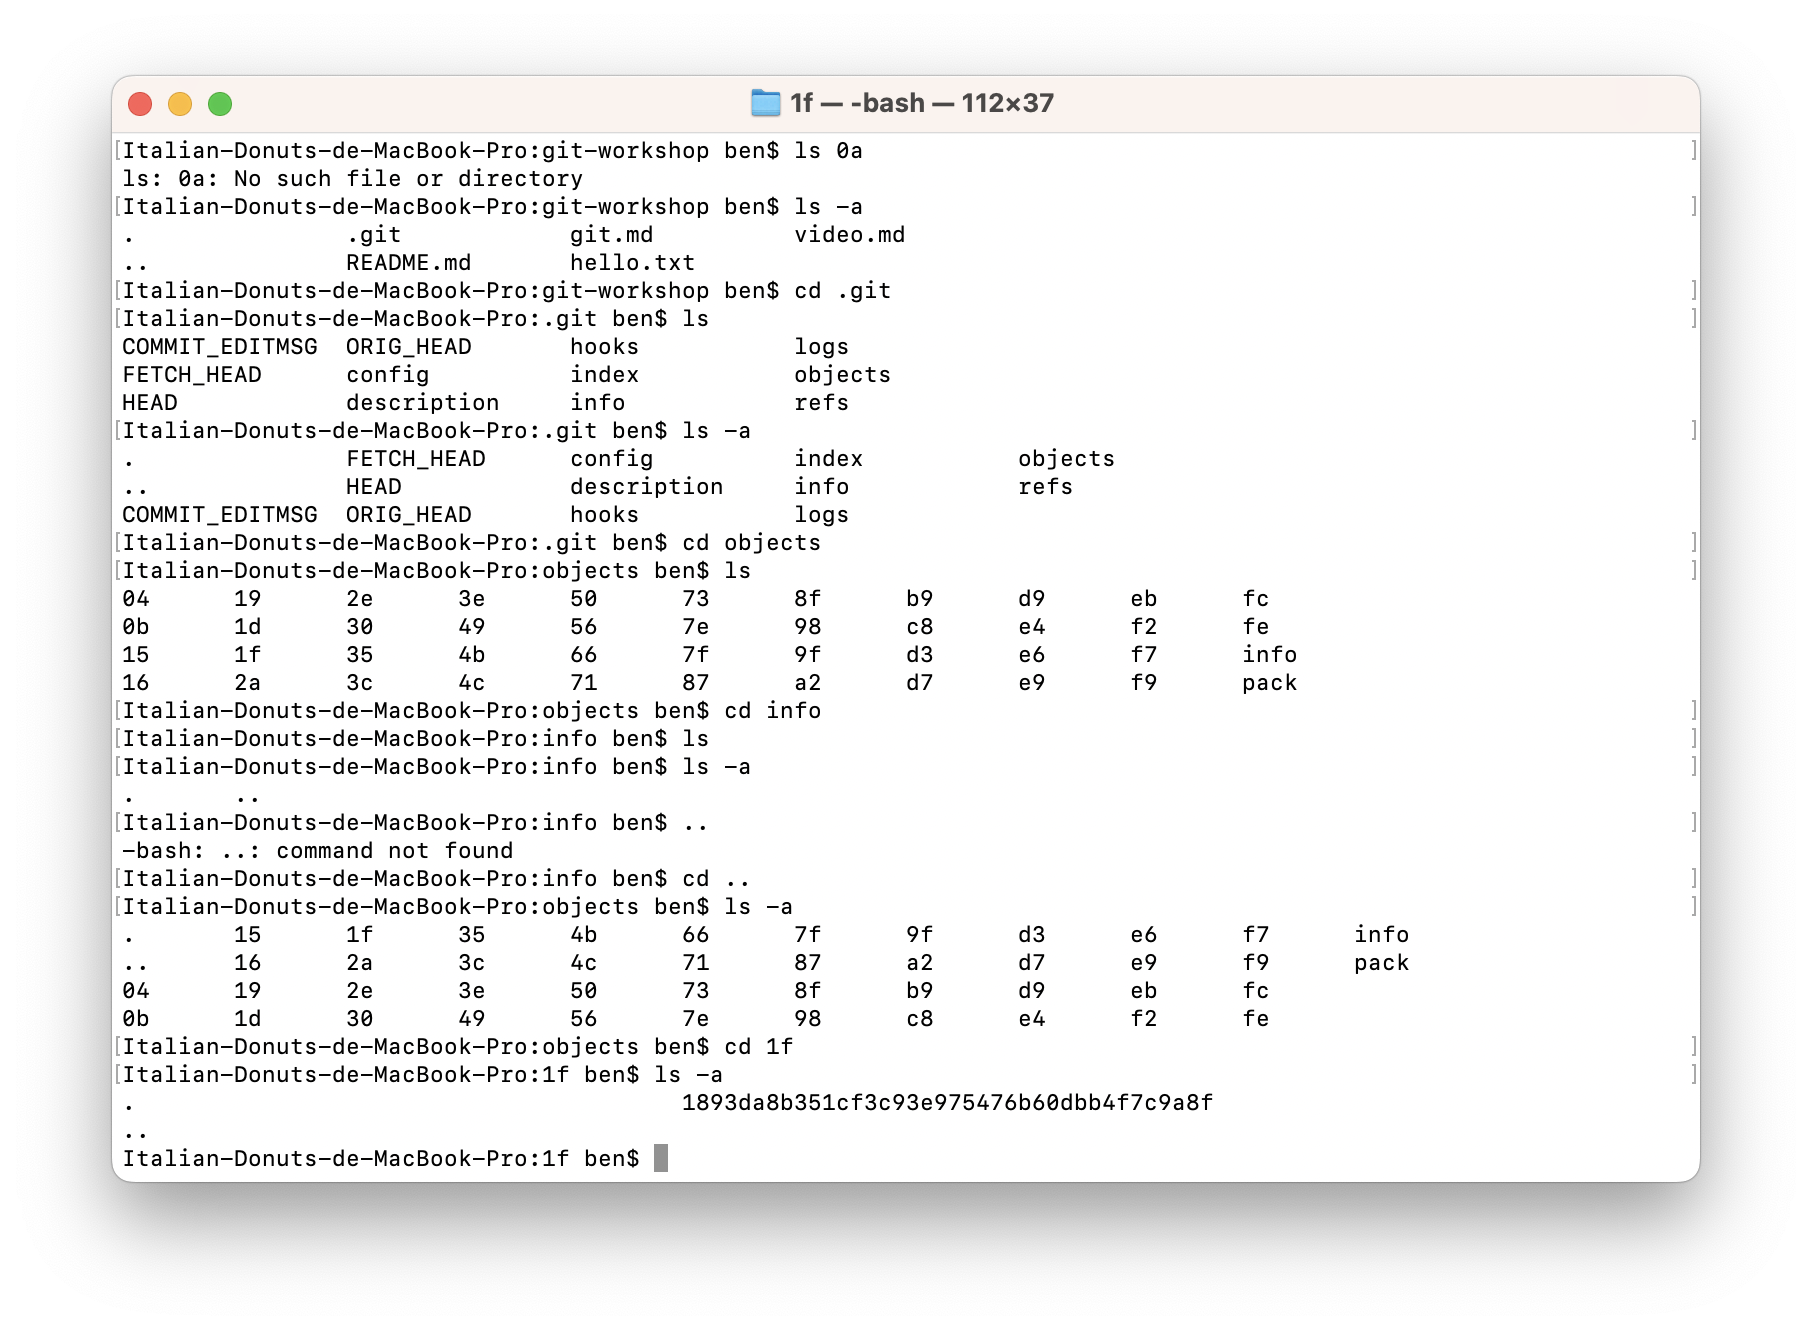 1f — -bash — 112×37
Italian-Donuts-de-MacBook-Pro:git-workshop ben$ ls 0a
ls: 0a: No such file or directory
Italian-Donuts-de-MacBook-Pro:git-workshop ben$ ls -a
.               .git            git.md          video.md
..              README.md       hello.txt
Italian-Donuts-de-MacBook-Pro:git-workshop ben$ cd .git
Italian-Donuts-de-MacBook-Pro:.git ben$ ls
COMMIT_EDITMSG  ORIG_HEAD       hooks           logs
FETCH_HEAD      config          index           objects
HEAD            description     info            refs
Italian-Donuts-de-MacBook-Pro:.git ben$ ls -a
.               FETCH_HEAD      config          index           objects
..              HEAD            description     info            refs
COMMIT_EDITMSG  ORIG_HEAD       hooks           logs
Italian-Donuts-de-MacBook-Pro:.git ben$ cd objects
Italian-Donuts-de-MacBook-Pro:objects ben$ ls
04      19      2e      3e      50      73      8f      b9      d9      eb      fc
0b      1d      30      49      56      7e      98      c8      e4      f2      fe
15      1f      35      4b      66      7f      9f      d3      e6      f7      info
16      2a      3c      4c      71      87      a2      d7      e9      f9      pack
Italian-Donuts-de-MacBook-Pro:objects ben$ cd info
Italian-Donuts-de-MacBook-Pro:info ben$ ls
Italian-Donuts-de-MacBook-Pro:info ben$ ls -a
.       ..
Italian-Donuts-de-MacBook-Pro:info ben$ ..
-bash: ..: command not found
Italian-Donuts-de-MacBook-Pro:info ben$ cd ..
Italian-Donuts-de-MacBook-Pro:objects ben$ ls -a
.       15      1f      35      4b      66      7f      9f      d3      e6      f7      info
..      16      2a      3c      4c      71      87      a2      d7      e9      f9      pack
04      19      2e      3e      50      73      8f      b9      d9      eb      fc
0b      1d      30      49      56      7e      98      c8      e4      f2      fe
Italian-Donuts-de-MacBook-Pro:objects ben$ cd 1f
Italian-Donuts-de-MacBook-Pro:1f ben$ ls -a
.                                       1893da8b351cf3c93e975476b60dbb4f7c9a8f
..
Italian-Donuts-de-MacBook-Pro:1f ben$